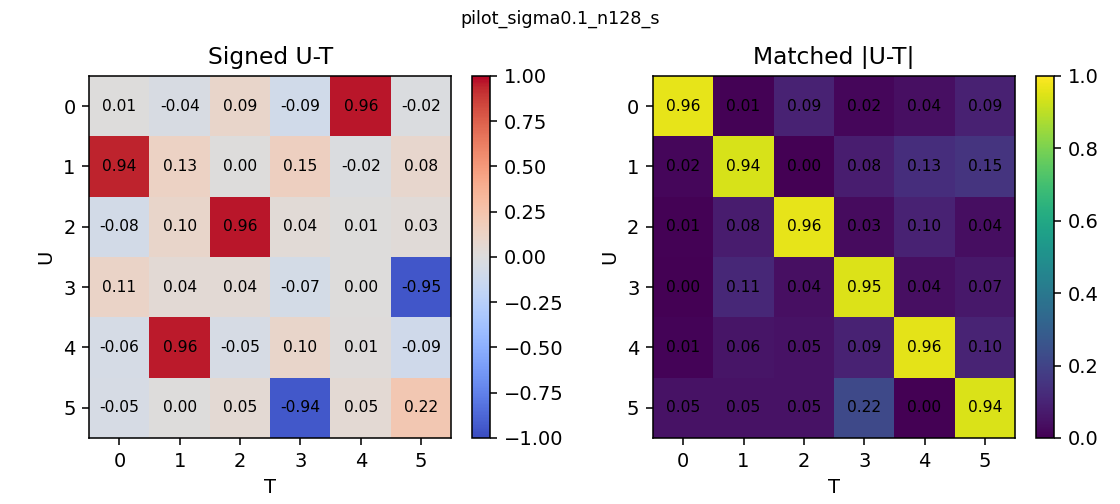 pilot_sigma0.1_n128_s
Signed U-T
U
0 0.01 -0.04 0.09 -0.09 0.96 -0.02
1 0.94 0.13 0.00 0.15 -0.02 0.08
2 -0.08 0.10 0.96 0.04 0.01 0.03
3 0.11 0.04 0.04 -0.07 0.00 -0.95
4 -0.06 0.96 -0.05 0.10 0.01 -0.09
5 -0.05 0.00 0.05 -0.94 0.05 0.22
0 1 2 3 4 5
T
1.00
0.75
0.50
0.25
0.00
−0.25
−0.50
−0.75
−1.00
Matched |U-T|
U
0 0.96 0.01 0.09 0.02 0.04 0.09
1 0.02 0.94 0.00 0.08 0.13 0.15
2 0.01 0.08 0.96 0.03 0.10 0.04
3 0.00 0.11 0.04 0.95 0.04 0.07
4 0.01 0.06 0.05 0.09 0.96 0.10
5 0.05 0.05 0.05 0.22 0.00 0.94
0 1 2 3 4 5
T
1.0
0.8
0.6
0.4
0.2
0.0